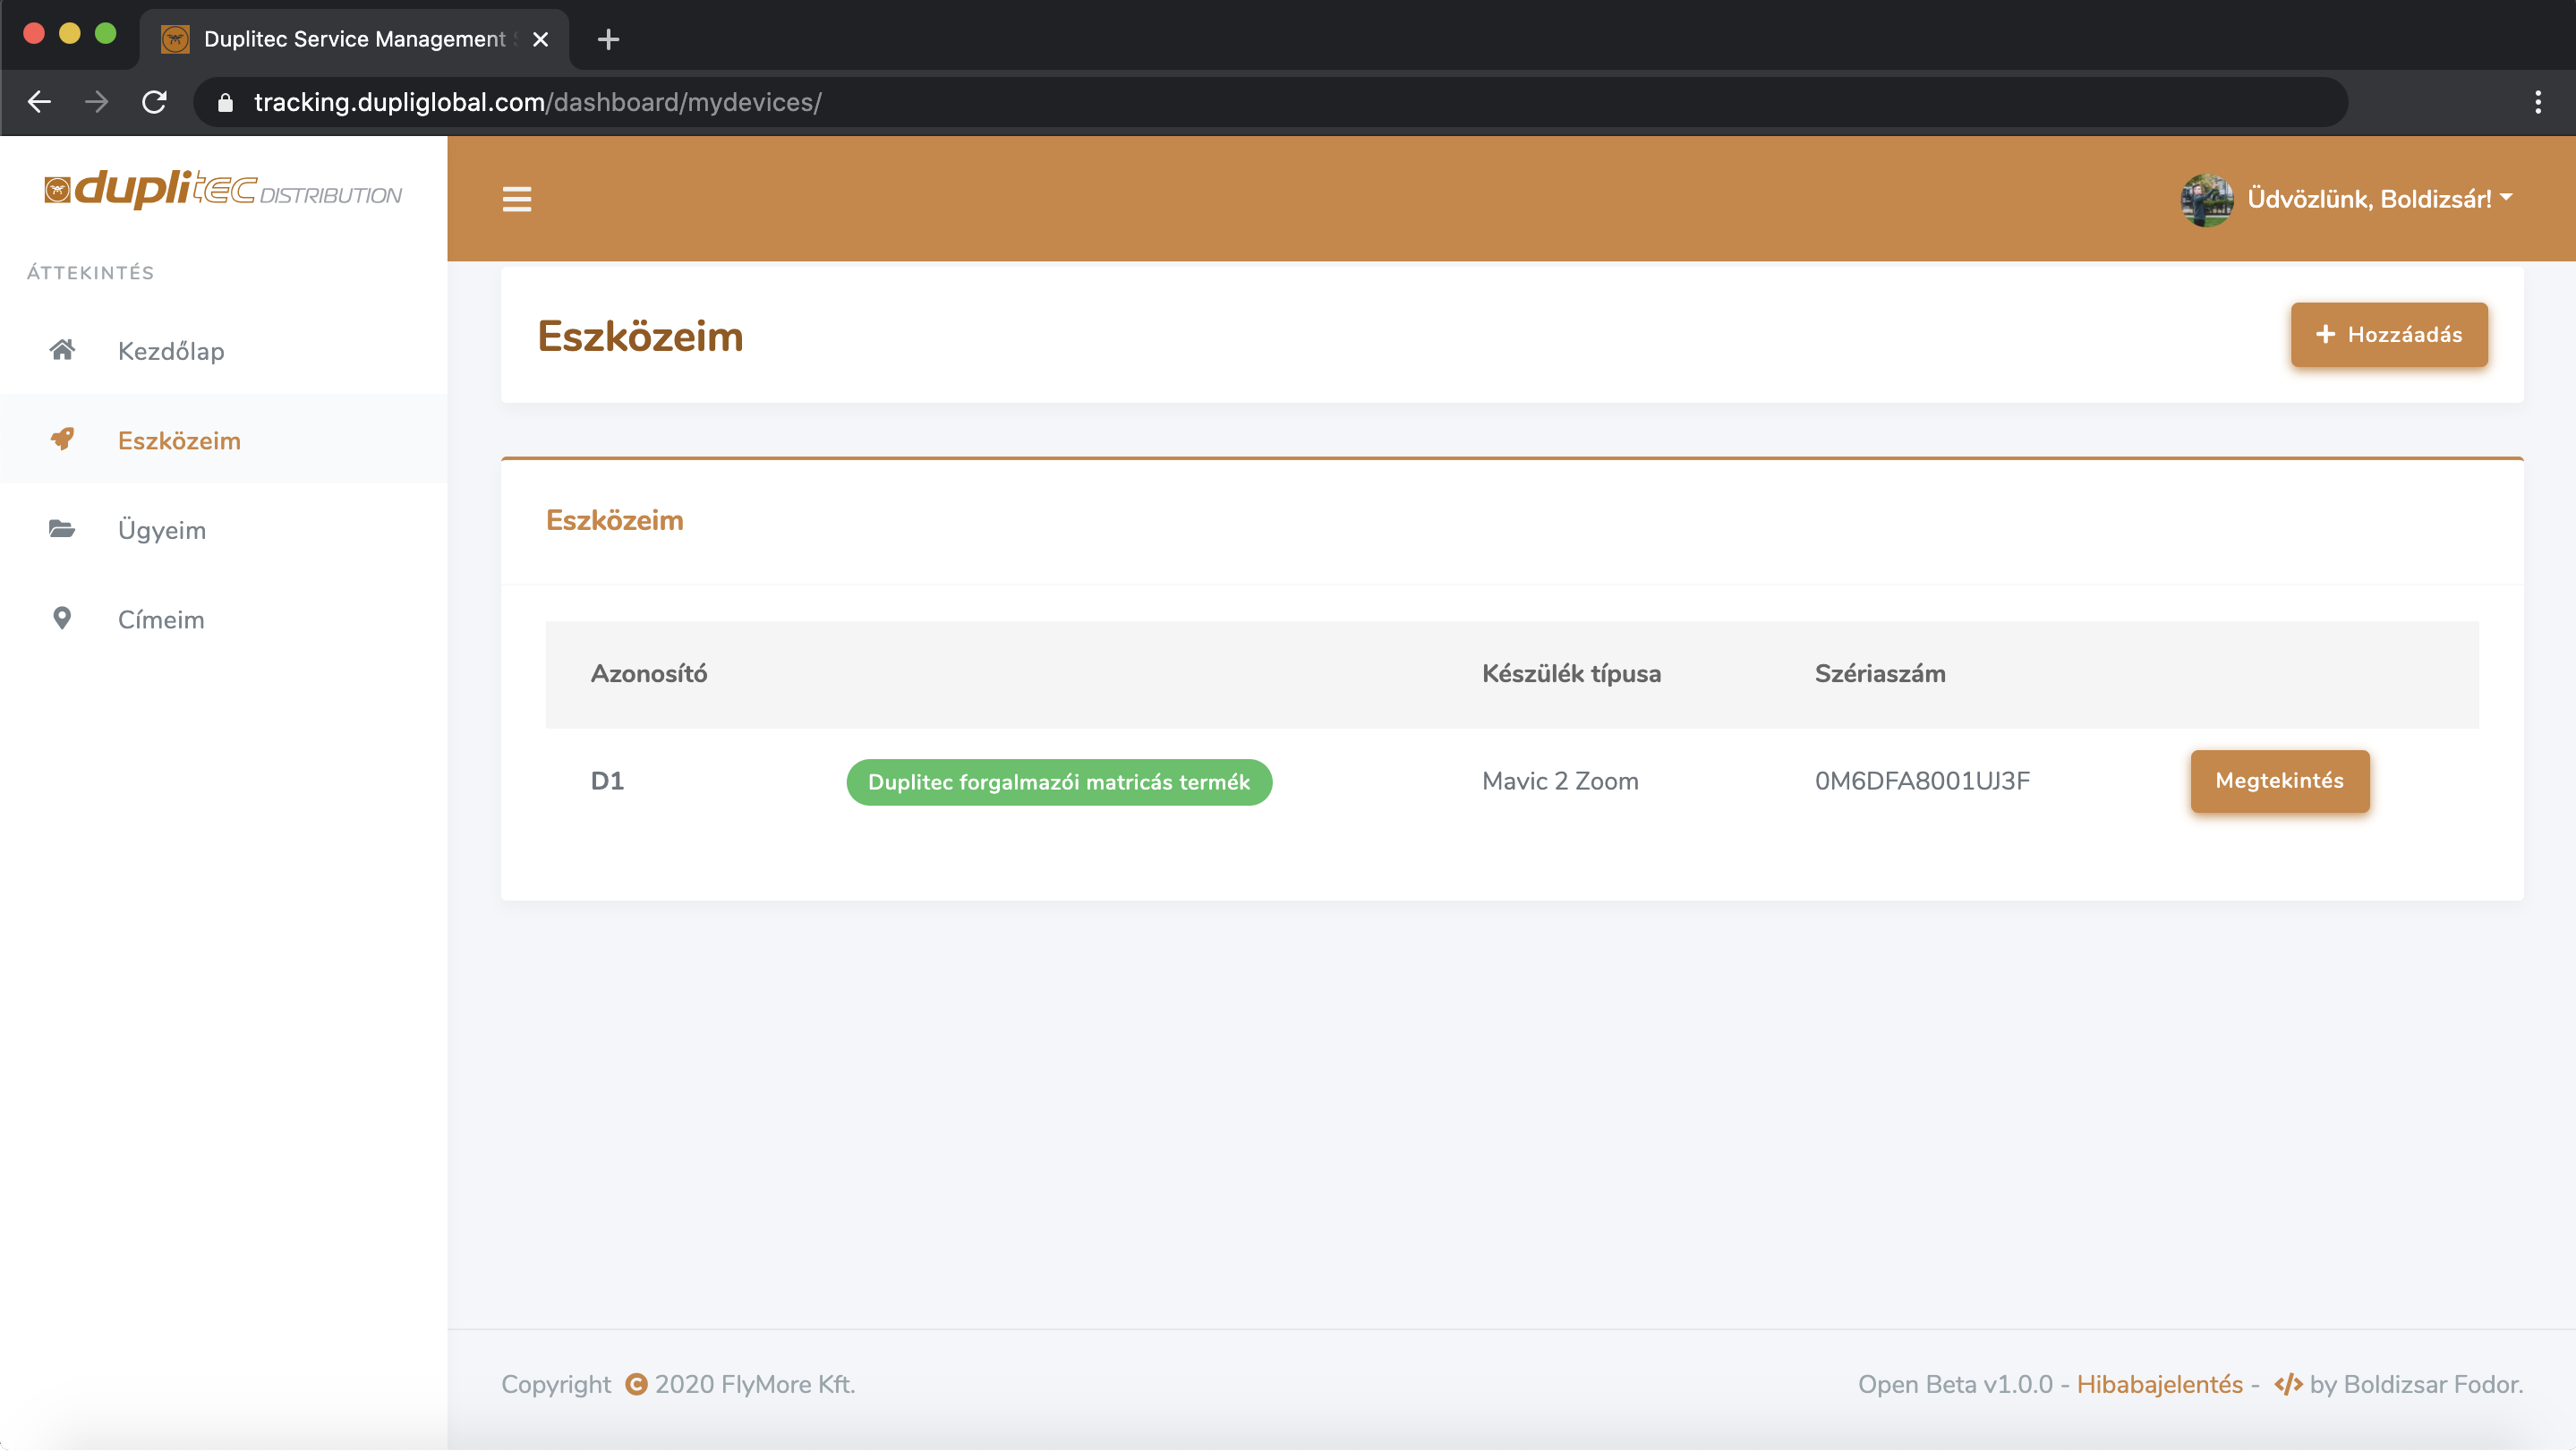 Duplitec Service Management
tracking.dupliglobal.com/dashboard/mydevices/
duplitec DISTRIBUTION
Üdvözlünk, Boldizsár!
ÁTTEKINTÉS
Kezdőlap
Eszközeim
Ügyeim
Címeim
Eszközeim
Hozzáadás
Eszközeim
Azonosító Készülék típusa Szériaszám
D1 Duplitec forgalmazói matricás termék Mavic 2 Zoom 0M6DFA8001UJ3F Megtekintés
Copyright © 2020 FlyMore Kft.
Open Beta v1.0.0 - Hibabajelentés - </> by Boldizsar Fodor.